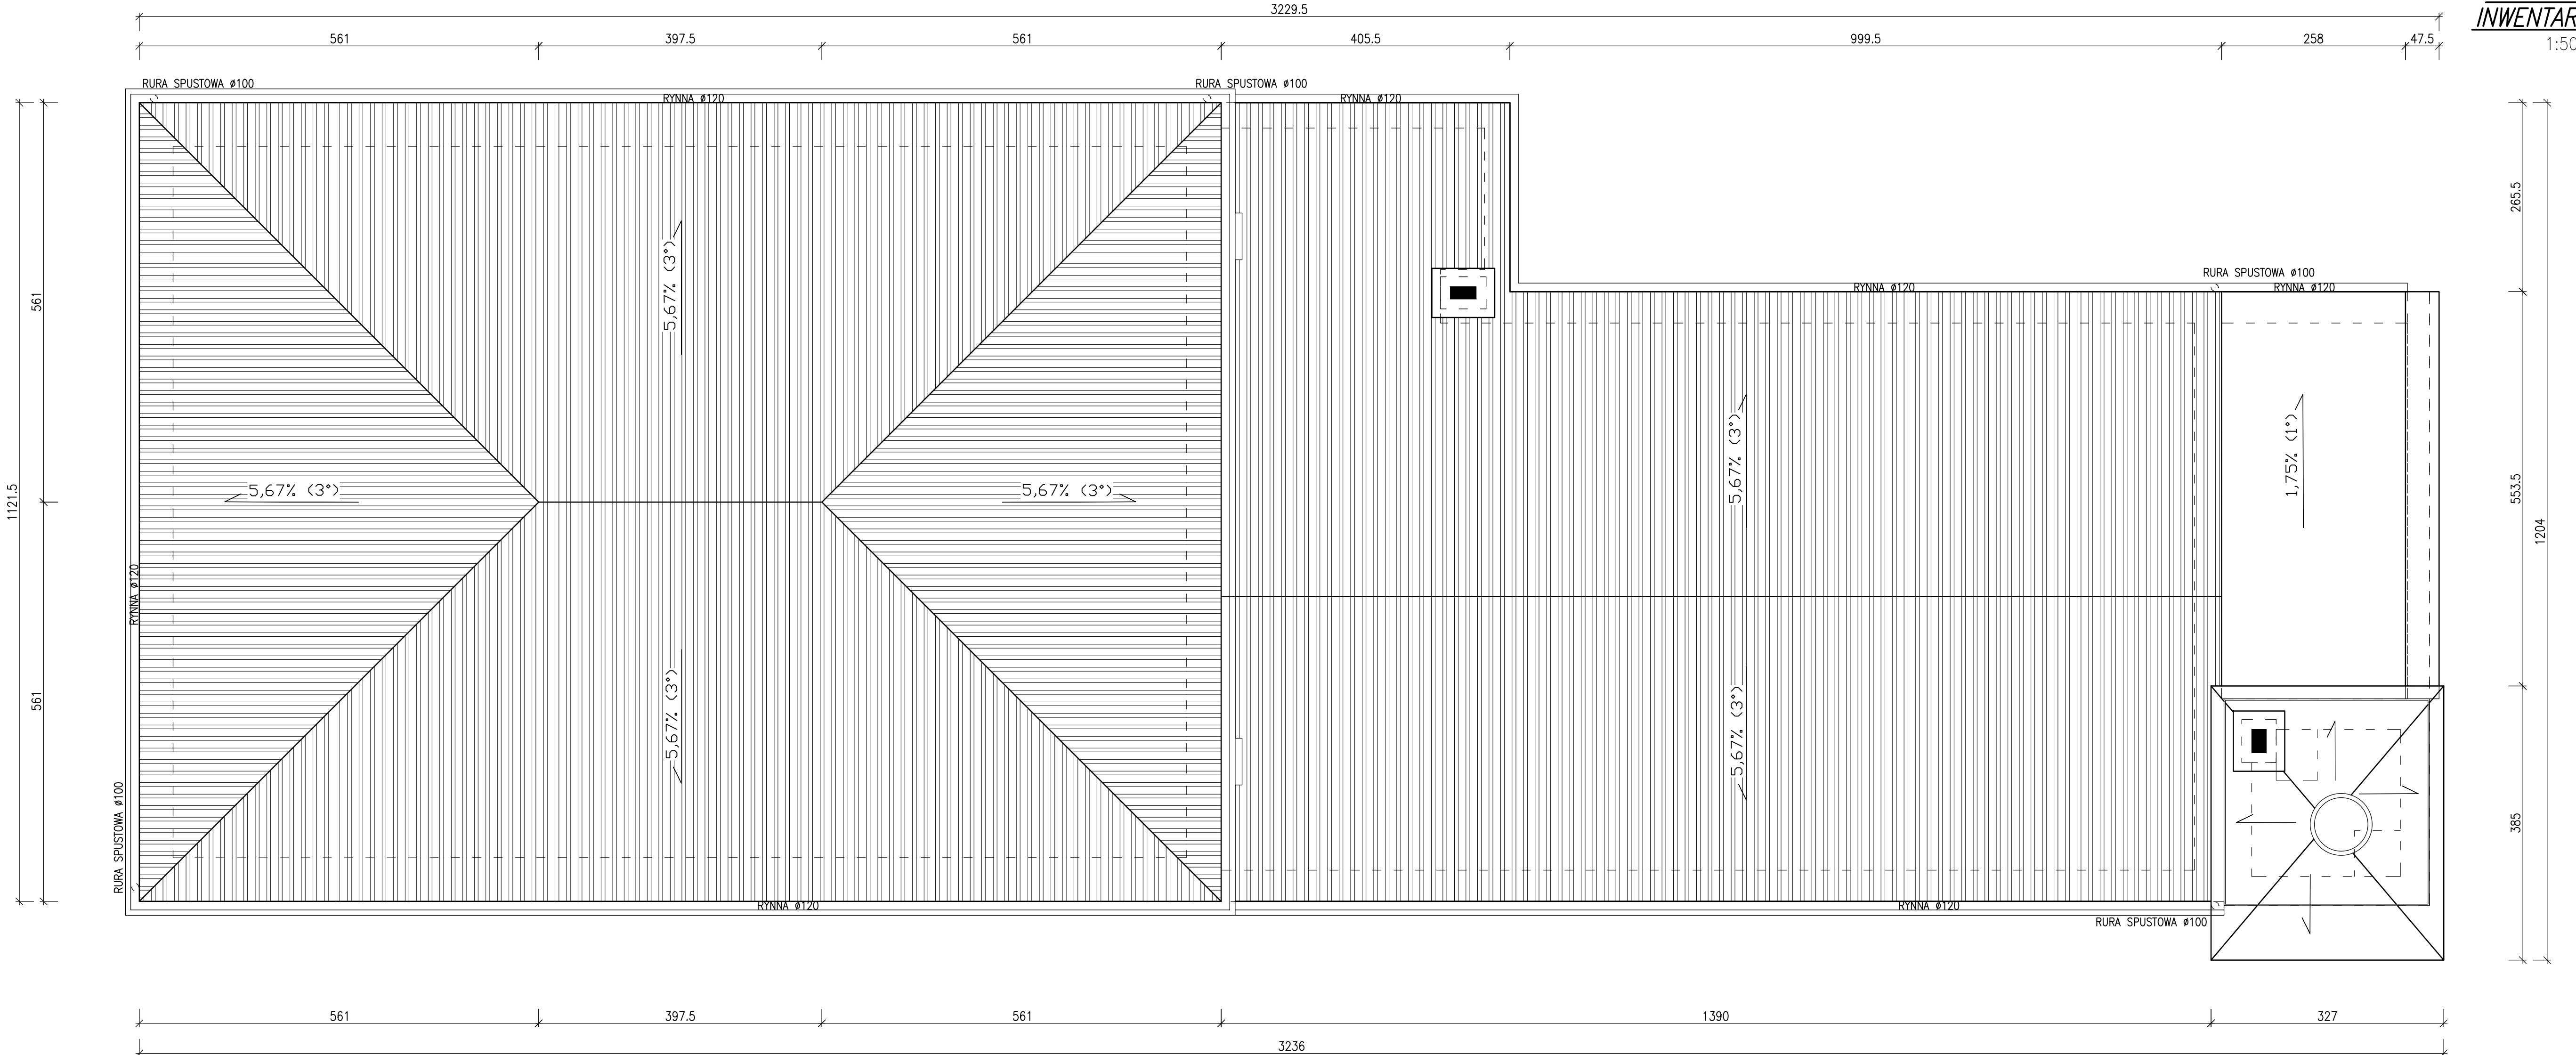 3229.5
INWENTAR
1:50
561
397.5
561
405.5
999.5
258
47.5
RURA SPUSTOWA ø100
RURA SPUSTOWA ø100
RYNNA ø120
RYNNA ø120
265.5
5,67% (3°)
561
RURA SPUSTOWA ø100
RYNNA ø120
RYNNA ø120
5,67% (3°)
5,67% (3°)
5,67% (3°)
1,75% (1°)
1121.5
553.5
1204
RYNNA ø120
561
5,67% (3°)
5,67% (3°)
RURA SPUSTOWA ø100
385
RYNNA ø120
RYNNA ø120
RURA SPUSTOWA ø100
561
397.5
561
1390
327
3236